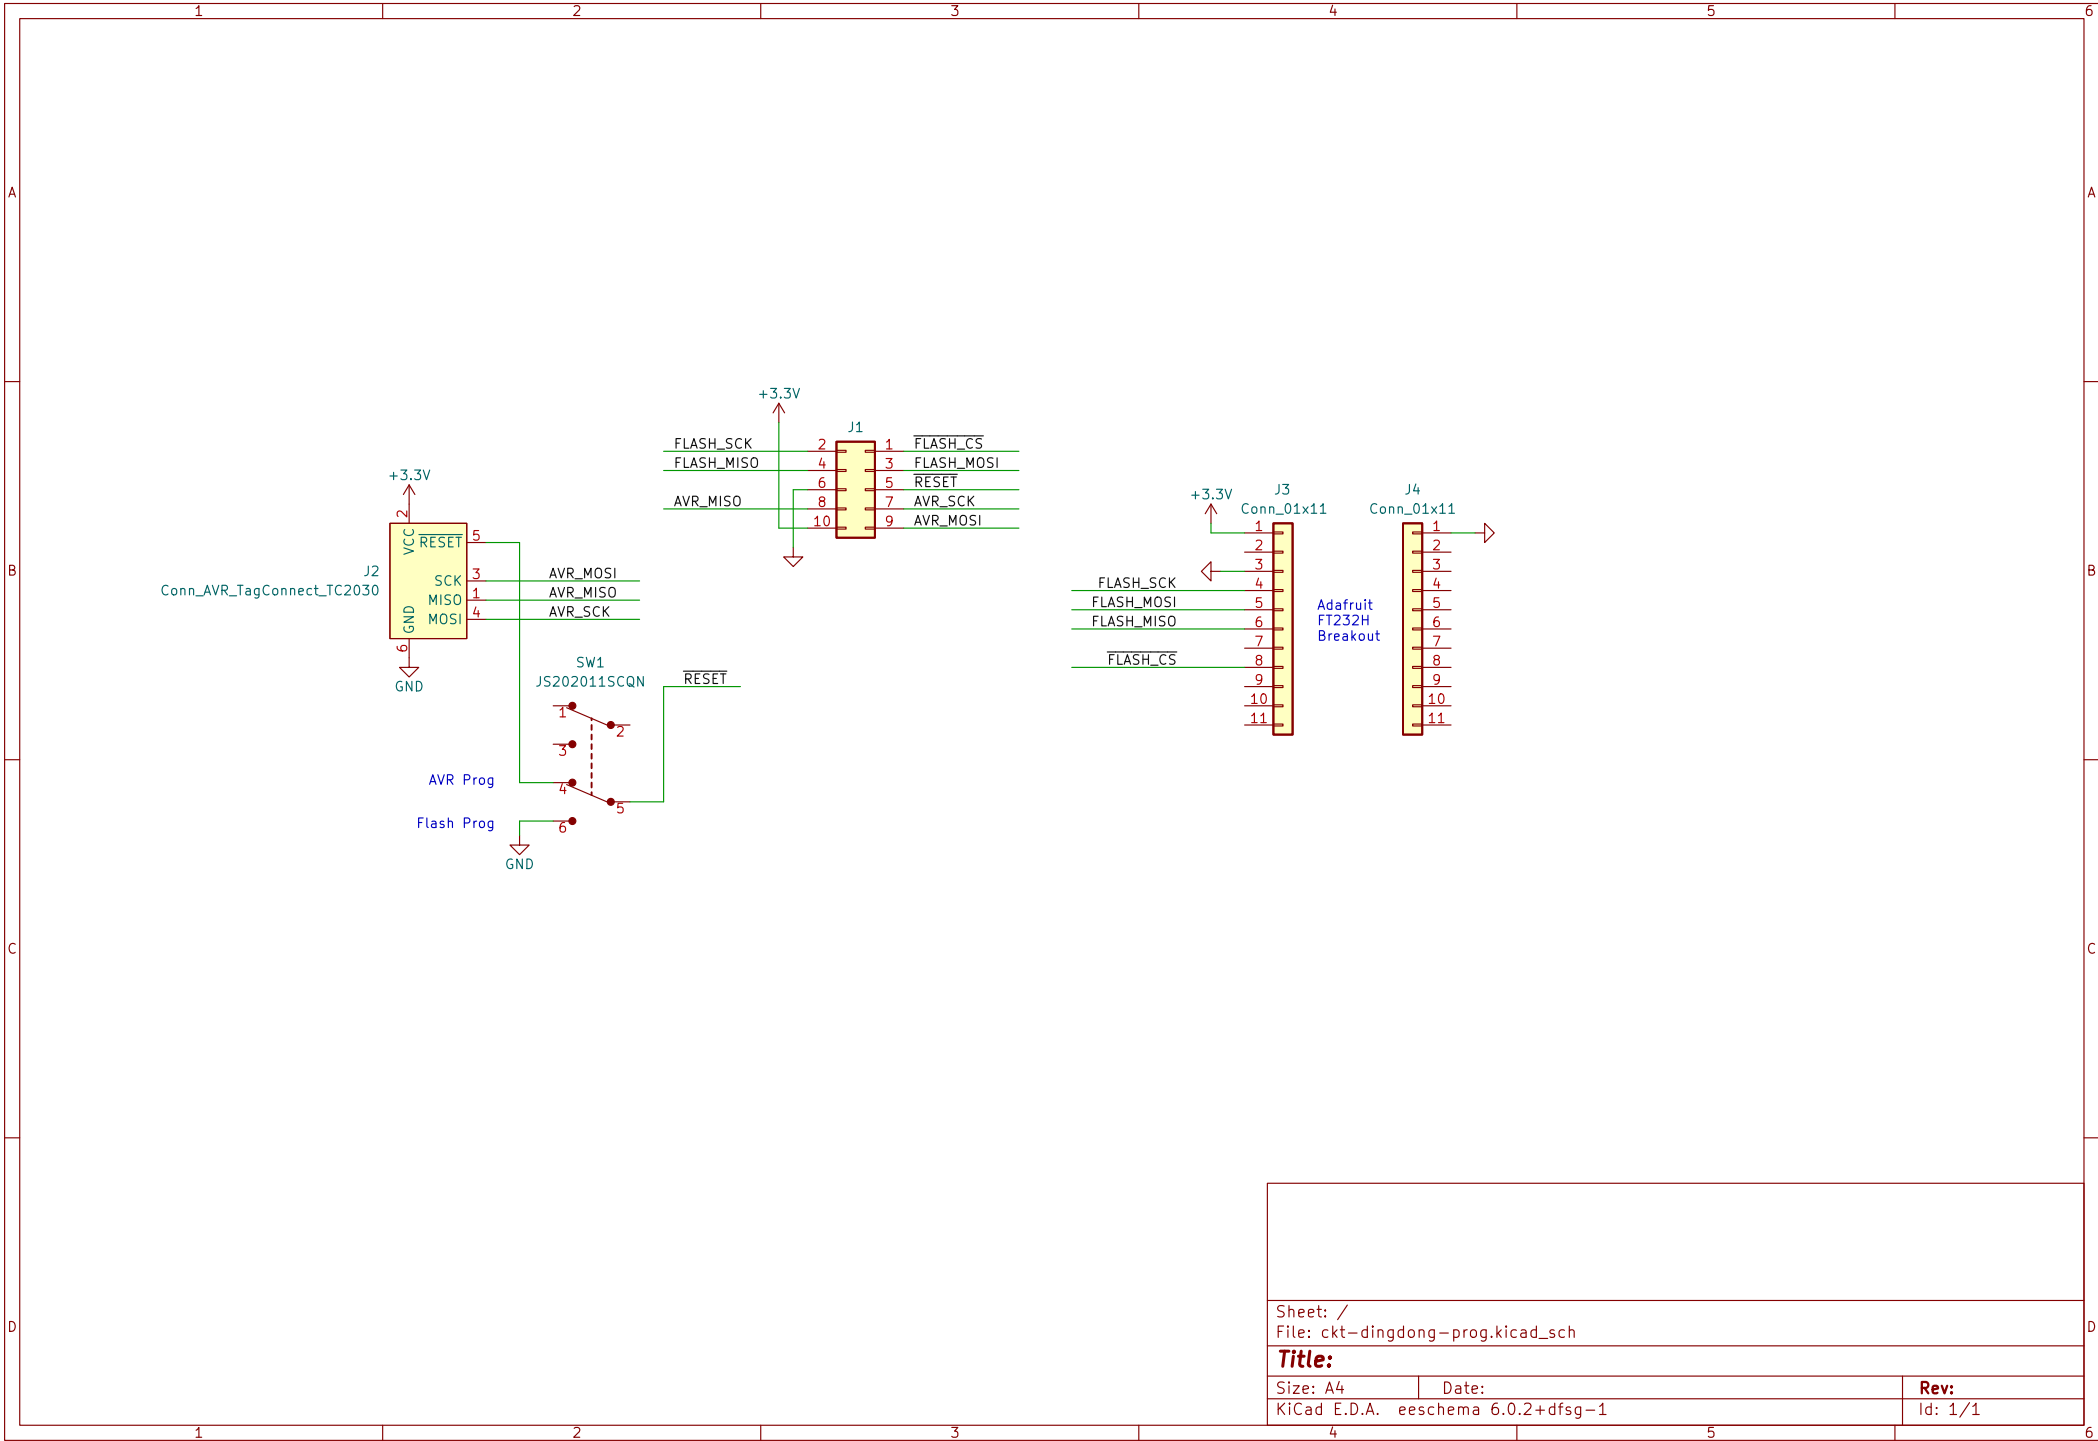 1 2 3 4 5 6
A A
+3.3V
J1
FLASH_SCK 2 1 FLASH_CS
FLASH_MISO 4 3 FLASH_MOSI
6 5 RESET
AVR_MISO 8 7 AVR_SCK
10 9 AVR_MOSI
+3.3V
2
VCC
RESET 5
SCK 3 AVR_MOSI
MISO 1 AVR_MISO
MOSI 4 AVR_SCK
GND
6
GND
J2
Conn_AVR_TagConnect_TC2030
B B
SW1
JS202011SCQN
RESET
1
2
3
4
5
6
AVR Prog
Flash Prog
GND
+3.3V
J3
Conn_01x11
1
2
3
FLASH_SCK 4
FLASH_MOSI 5
FLASH_MISO 6
7
FLASH_CS 8
9
10
11
Adafruit
FT232H
Breakout
J4
Conn_01x11
1
2
3
4
5
6
7
8
9
10
11
C C
D D
Sheet: /
File: ckt-dingdong-prog.kicad_sch
Title:
Size: A4 Date: Rev:
KiCad E.D.A. eeschema 6.0.2+dfsg-1 Id: 1/1
1 2 3 4 5 6